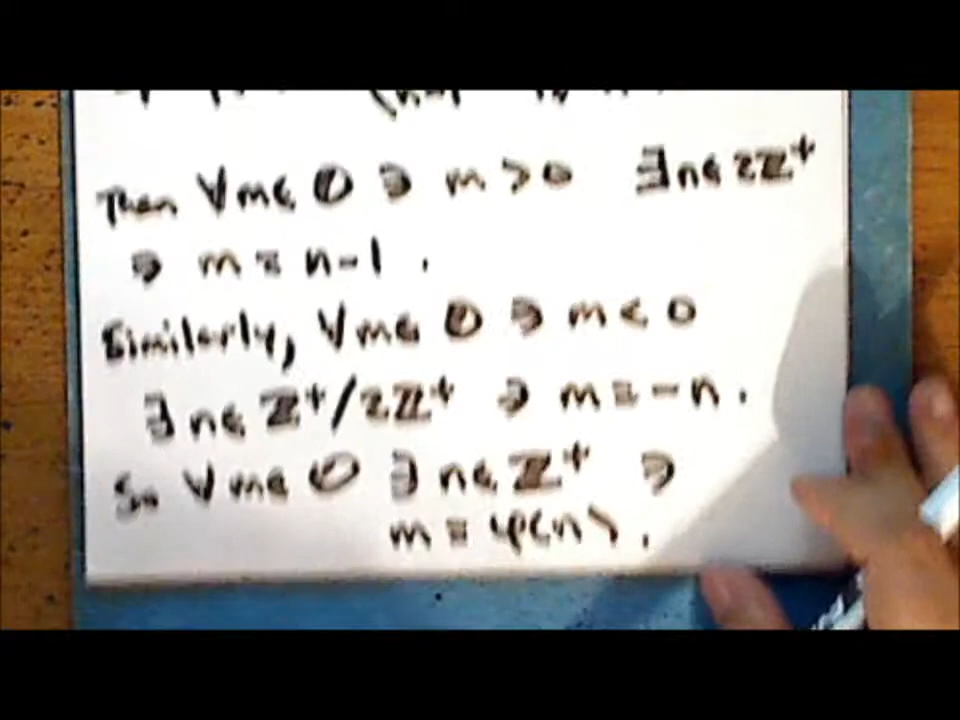 Then ∀m∈ 𝕆 ∋ m > 0 ∃n∈ 2ℤ⁺
∋ m = n-1 .
Similarly, ∀m∈ 𝕆 ∋ m < 0
∃n∈ ℤ⁺/2ℤ⁺ ∋ m = -n .
So ∀m∈ 𝕆 ∃n∈ ℤ⁺ ∋
m = φ(n) .